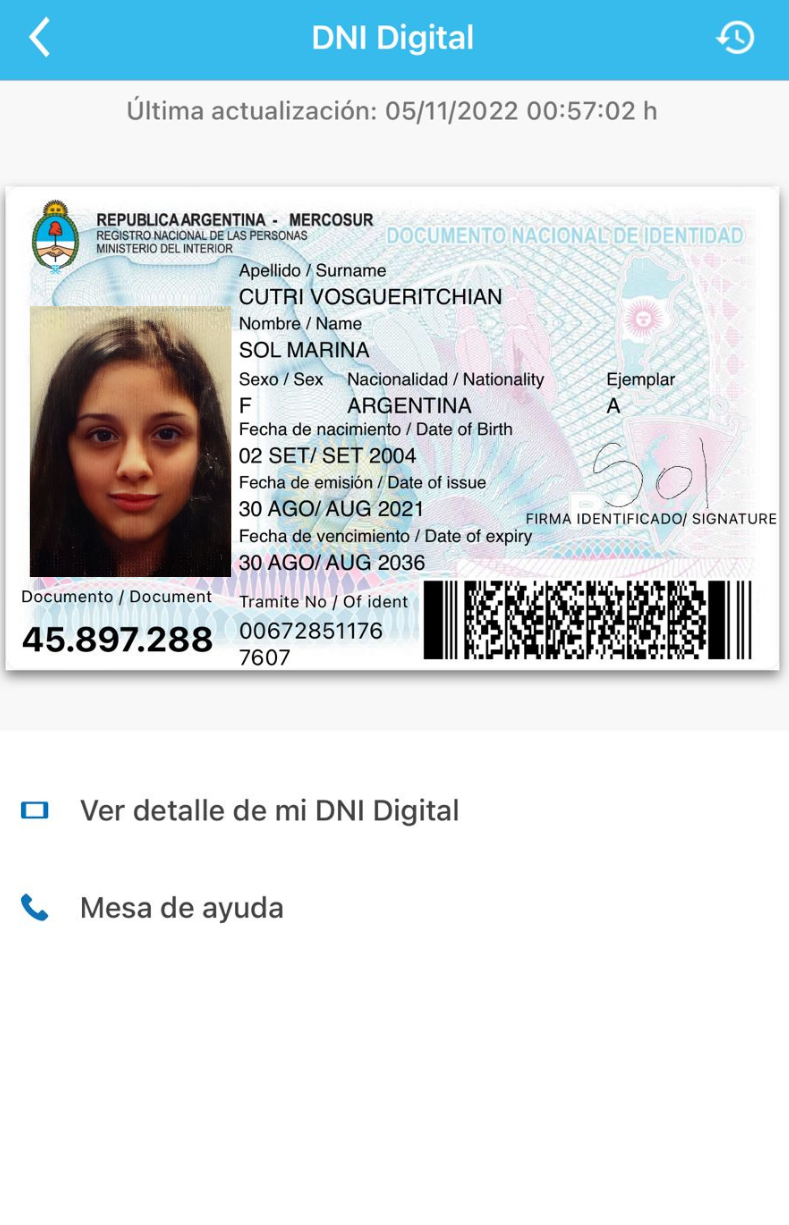 DNI Digital
Última actualización: 05/11/2022 00:57:02 h
REPUBLICA ARGENTINA - MERCOSUR
REGISTRO NACIONAL DE LAS PERSONAS
MINISTERIO DEL INTERIOR
DOCUMENTO NACIONAL DE IDENTIDAD
Apellido / Surname
CUTRI VOSGUERITCHIAN
Nombre / Name
SOL MARINA
Sexo / Sex Nacionalidad / Nationality Ejemplar
F ARGENTINA A
Fecha de nacimiento / Date of Birth
02 SET/ SET 2004
Fecha de emisión / Date of issue
30 AGO/ AUG 2021
Sol
FIRMA IDENTIFICADO/ SIGNATURE
Fecha de vencimiento / Date of expiry
30 AGO/ AUG 2036
Documento / Document
45.897.288
Tramite No / Of ident
00672851176
7607
Ver detalle de mi DNI Digital
Mesa de ayuda